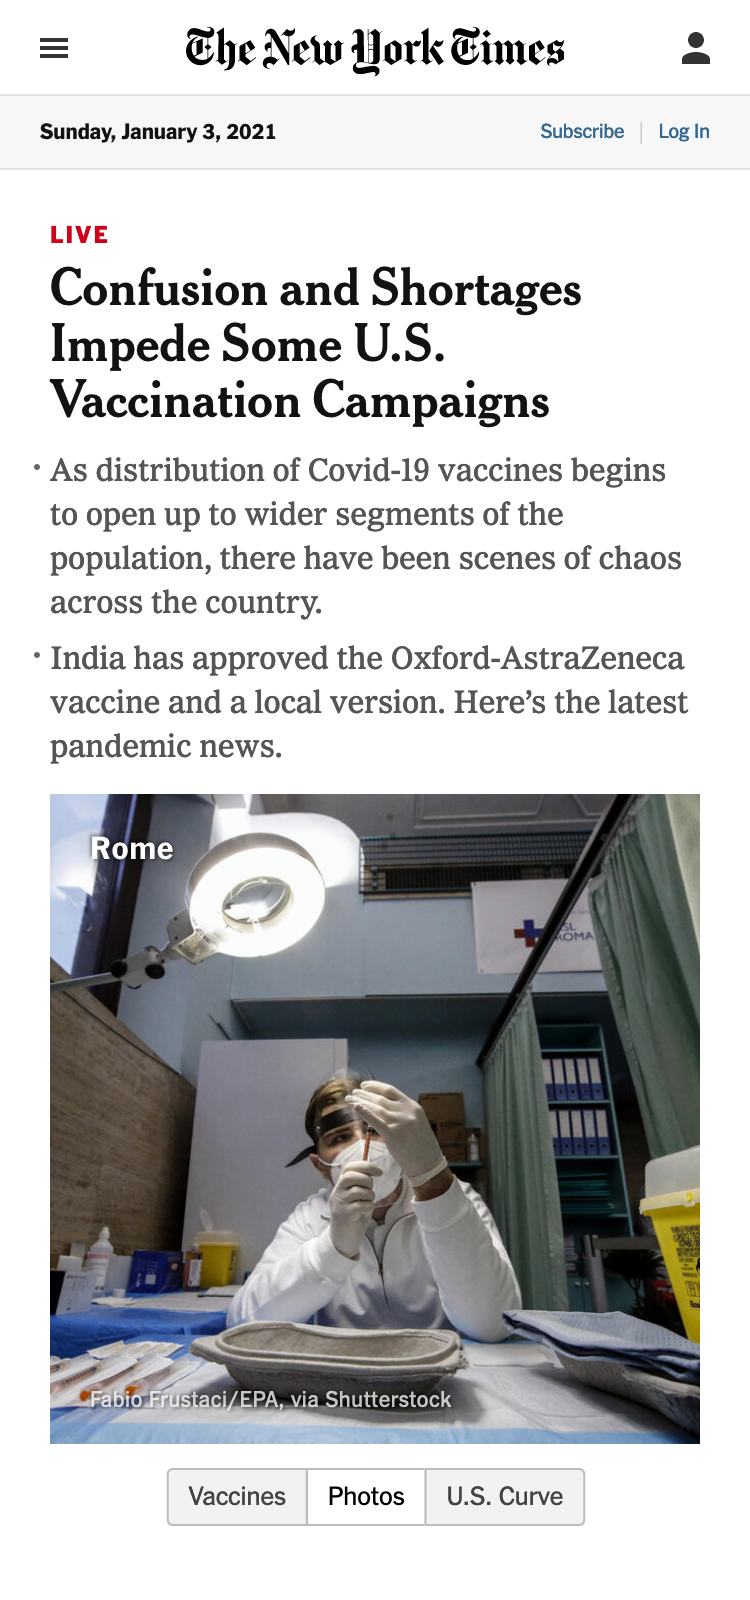 The New York Times
Sunday, January 3, 2021
Subscribe
Log In
LIVE
Confusion and Shortages
Impede Some U.S.
Vaccination Campaigns
· As distribution of Covid-19 vaccines begins
to open up to wider segments of the
population, there have been scenes of chaos
across the country.
· India has approved the Oxford-AstraZeneca
vaccine and a local version. Here’s the latest
pandemic news.
Rome
SL
ROMA
Fabio Frustaci/EPA, via Shutterstock
Vaccines
Photos
U.S. Curve